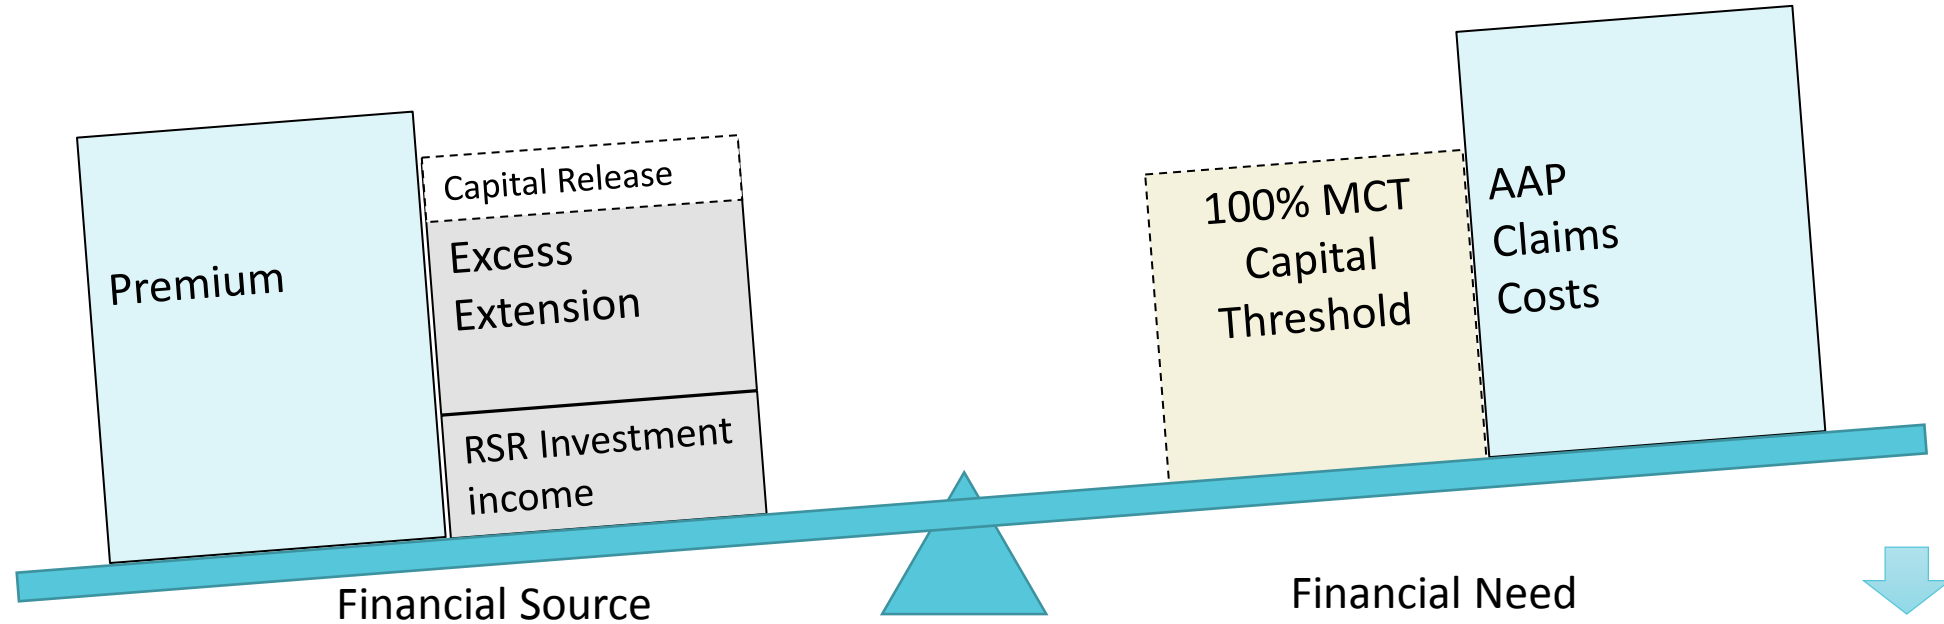 Premium
Capital Release
Excess
Extension
RSR Investment
income
100% MCT
Capital
Threshold
AAP
Claims
Costs
Financial Source
Financial Need